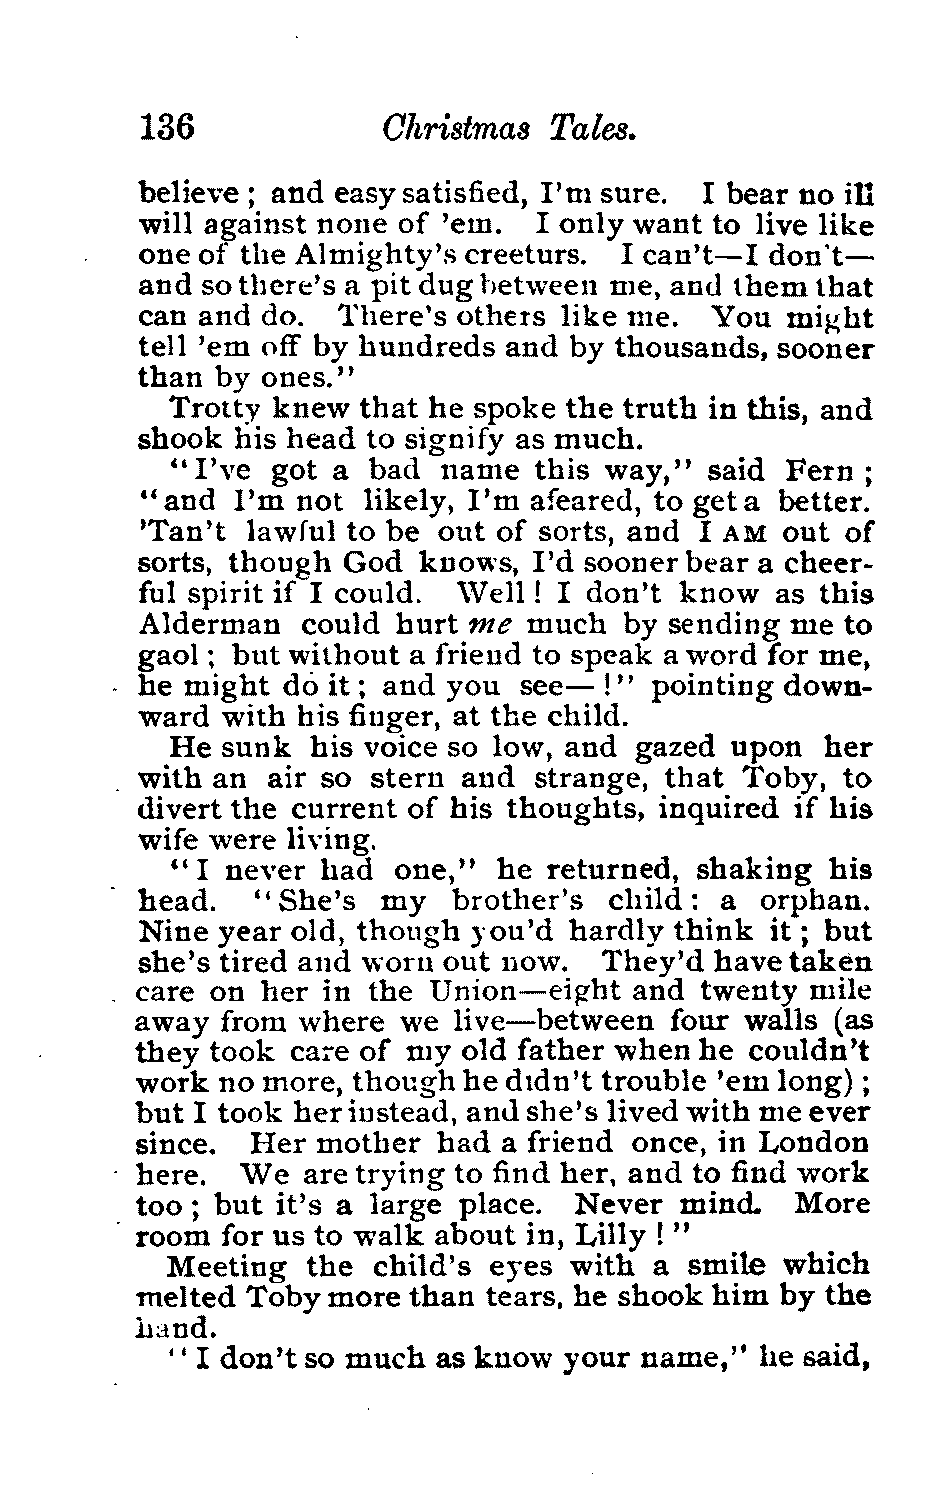 136 Christmas Tales.
believe ; and easy satisfied, I'm sure. I bear no ill
will against none of 'em. I only want to live like
one of the Almighty's creeturs. I can't—I don't—
and so there's a pit dug between me, and them that
can and do. There's others like me. You might
tell 'em off by hundreds and by thousands, sooner
than by ones."
Trotty knew that he spoke the truth in this, and
shook his head to signify as much.
"I've got a bad name this way," said Fern ;
"and I'm not likely, I'm afeared, to get a better.
'Tan't lawful to be out of sorts, and I AM out of
sorts, though God knows, I'd sooner bear a cheer-
ful spirit if I could. Well! I don't know as this
Alderman could hurt me much by sending me to
gaol ; but without a friend to speak a word for me,
he might do it ; and you see— !" pointing down-
ward with his finger, at the child.
He sunk his voice so low, and gazed upon her
with an air so stern and strange, that Toby, to
divert the current of his thoughts, inquired if his
wife were living.
"I never had one," he returned, shaking his
head. "She's my brother's child : a orphan.
Nine year old, though you'd hardly think it ; but
she's tired and worn out now. They'd have taken
care on her in the Union—eight and twenty mile
away from where we live—between four walls (as
they took care of my old father when he couldn't
work no more, though he didn't trouble 'em long) ;
but I took her instead, and she's lived with me ever
since. Her mother had a friend once, in London
here. We are trying to find her, and to find work
too ; but it's a large place. Never mind. More
room for us to walk about in, Lilly ! "
Meeting the child's eyes with a smile which
melted Toby more than tears, he shook him by the
hand.
"I don't so much as know your name," he said,